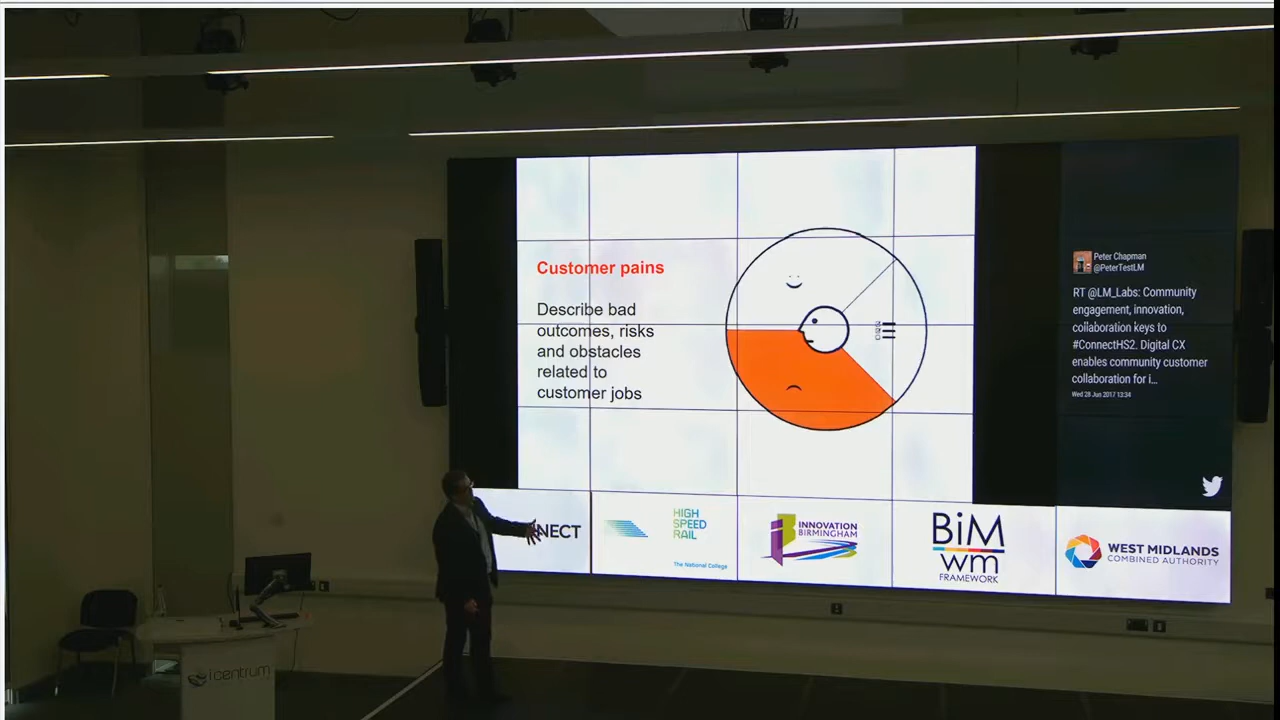 Customer pains
Describe bad
outcomes, risks
and obstacles
related to
customer jobs
Peter Chapman
@PeterTestLM
RT @LM_Labs: Community
engagement, innovation,
collaboration keys to
#ConnectHS2. Digital CX
enables community customer
collaboration for i...
Wed 28 Jun 2017 13:34
NECT
HIGH
SPEED
RAIL
The National College
INNOVATION
BIRMINGHAM
BiM
wm
FRAMEWORK
WEST MIDLANDS
COMBINED AUTHORITY
icentrum